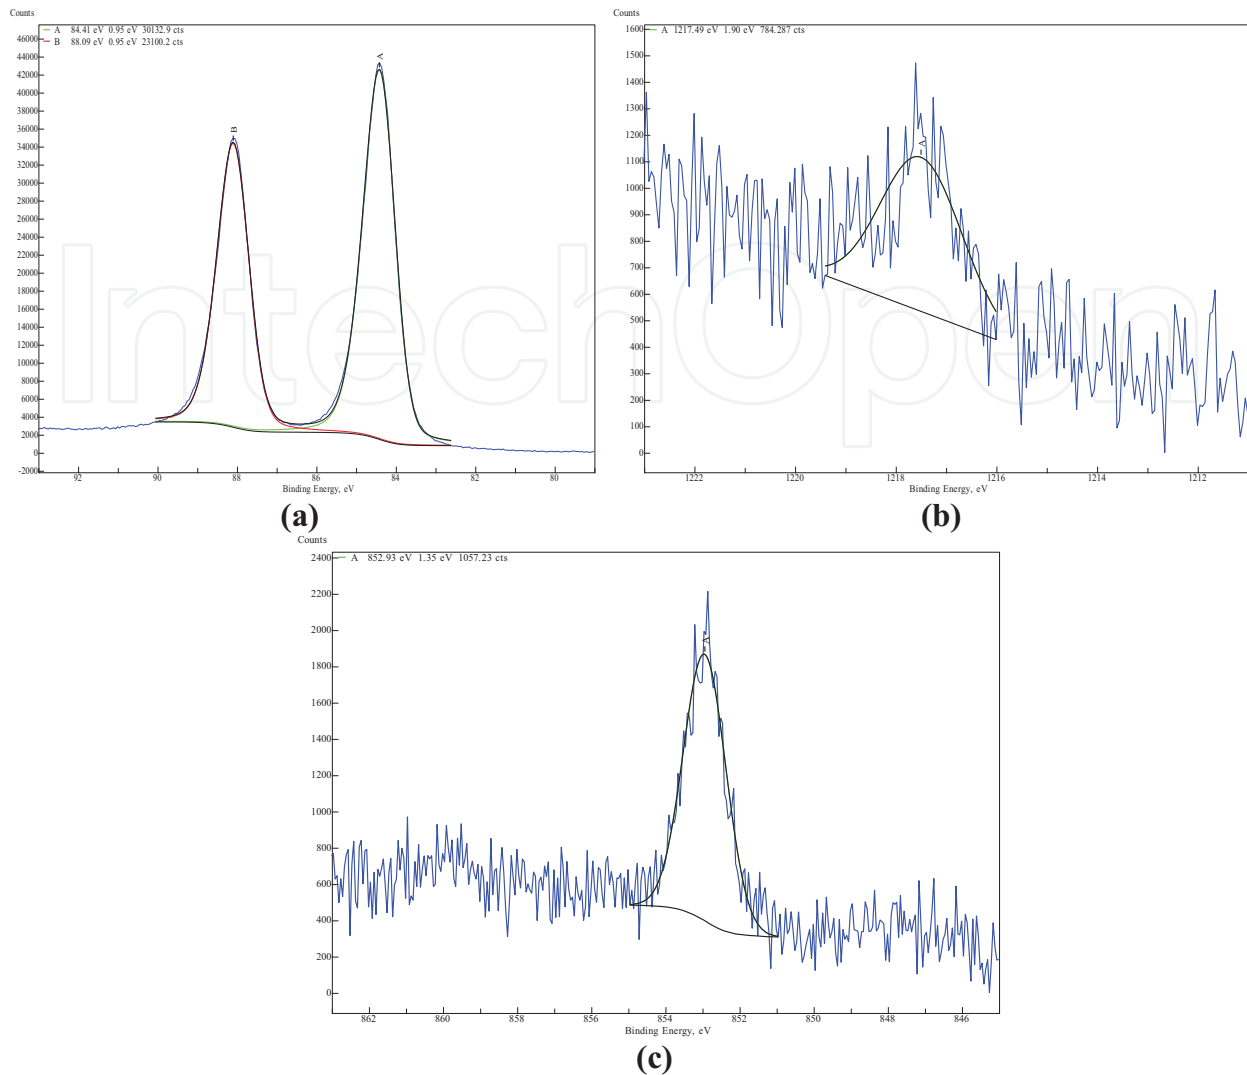 Counts
A 84.41 eV 0.95 eV 30132.9 cts
B 88.09 eV 0.95 eV 23100.2 cts
46000
44000
42000
40000
38000
36000
34000
32000
30000
28000
26000
24000
22000
20000
18000
16000
14000
12000
10000
8000
6000
4000
2000
0
-2000
A
B
92 90 88 86 84 82 80
Binding Energy, eV
(a)
Counts
A 1217.49 eV 1.90 eV 784.287 cts
1600
1500
1400
1300
1200
1100
1000
900
800
700
600
500
400
300
200
100
0
A
1222 1220 1218 1216 1214 1212
Binding Energy, eV
(b)
Counts
A 852.93 eV 1.35 eV 1057.23 cts
2400
2200
2000
1800
1600
1400
1200
1000
800
600
400
200
0
A
862 860 858 856 854 852 850 848 846
Binding Energy, eV
(c)
IntechOpen